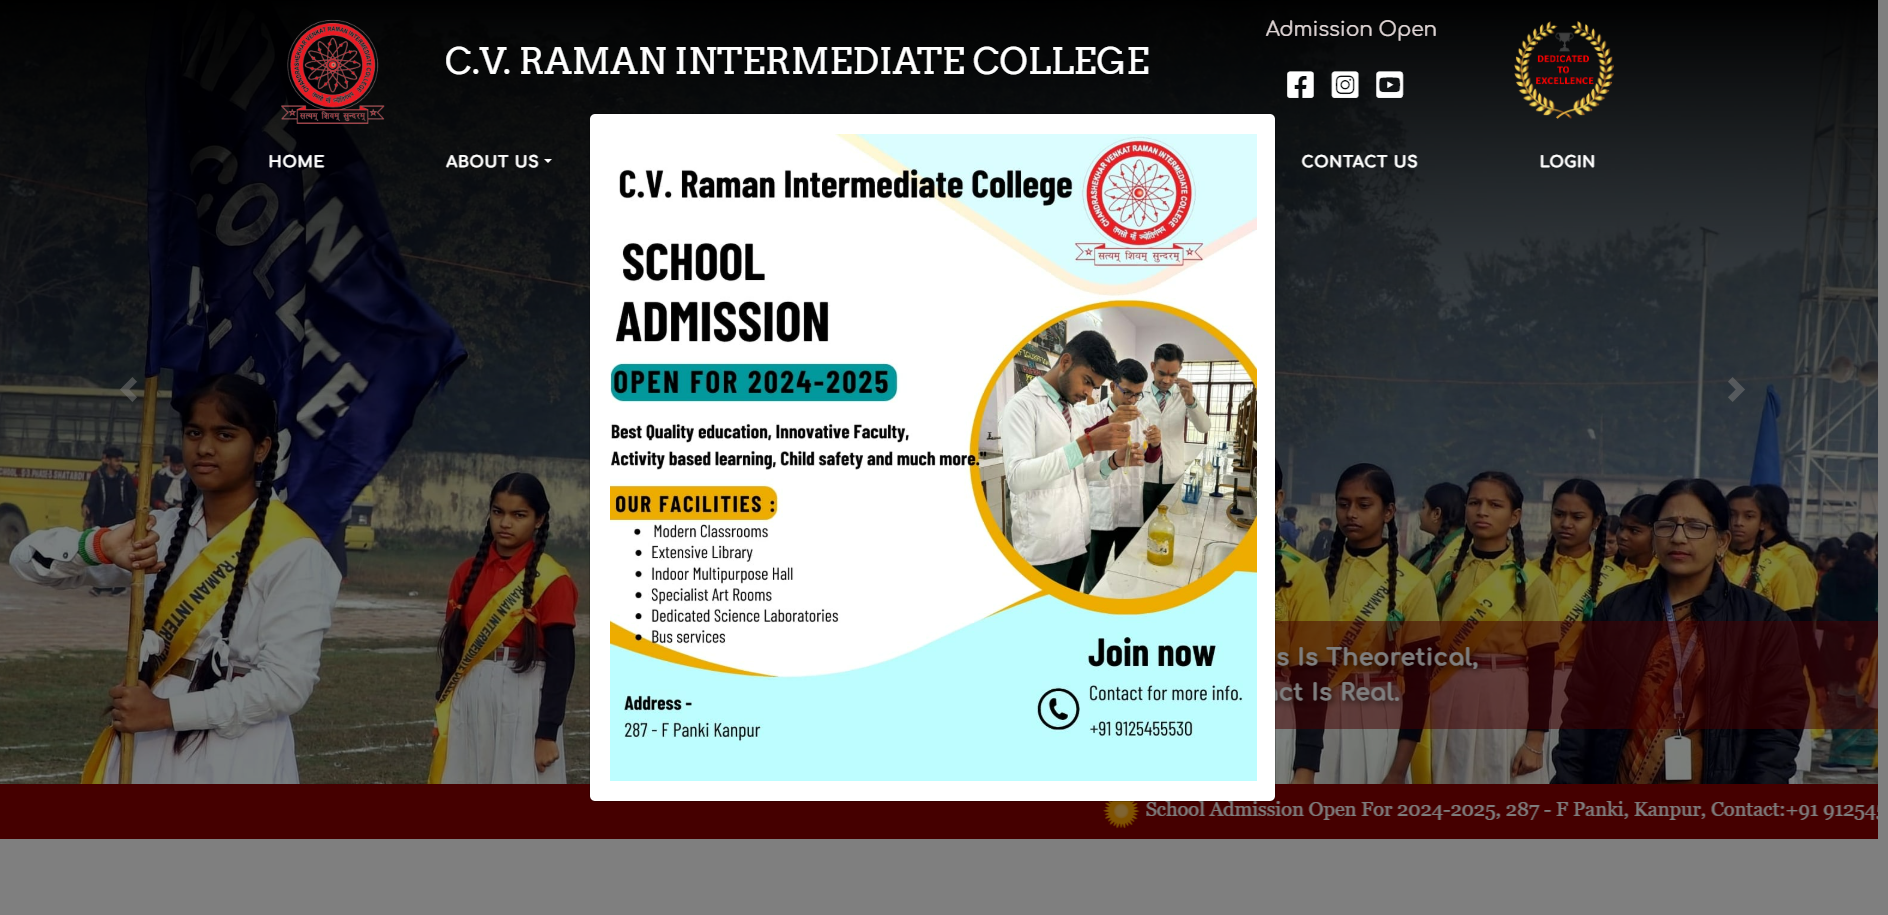 C.V. RAMAN INTERMEDIATE COLLEGE
Admission Open
CHANDRASHEKHAR VENKAT RAMAN INTERMEDIATE COLLEGE
सत्यम् शिवम् सुन्दरम्
DEDICATED
TO
EXCELLENCE
HOME
ABOUT US
CONTACT US
LOGIN
C.V. Raman Intermediate College
CHANDRASHEKHAR VENKAT RAMAN INTERMEDIATE COLLEGE
सत्यम् शिवम् सुन्दरम्
SCHOOL
ADMISSION
OPEN FOR 2024-2025
Best Quality education, Innovative Faculty,
Activity based learning, Child safety and much more."
OUR FACILITIES :
• Modern Classrooms
• Extensive Library
• Indoor Multipurpose Hall
• Specialist Art Rooms
• Dedicated Science Laboratories
• Bus services
Join now
Contact for more info.
+91 9125455530
Address -
287 - F Panki Kanpur
s Is Theoretical,
ct Is Real.
School Admission Open For 2024-2025, 287 - F Panki, Kanpur, Contact:+91 91254